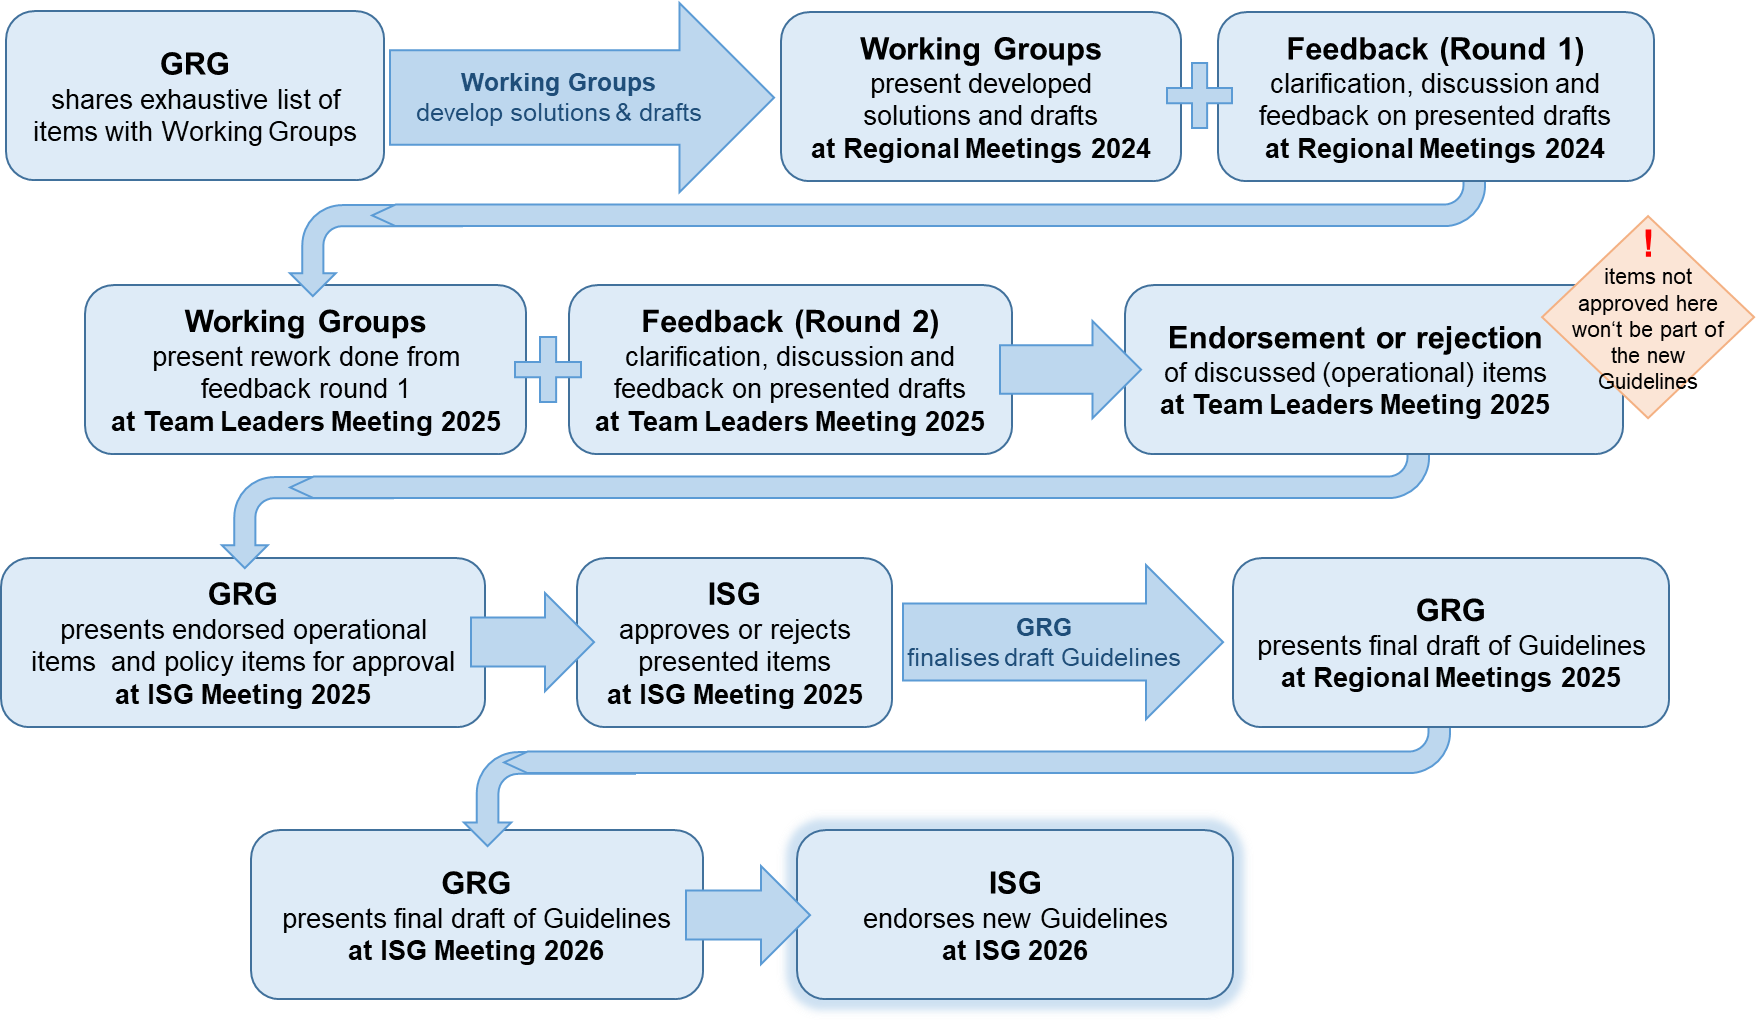 GRG
shares exhaustive list of
items with Working Groups
Working Groups
develop solutions & drafts
Working Groups
present developed
solutions and drafts
at Regional Meetings 2024
Feedback (Round 1)
clarification, discussion and
feedback on presented drafts
at Regional Meetings 2024
Working Groups
present rework done from
feedback round 1
at Team Leaders Meeting 2025
Feedback (Round 2)
clarification, discussion and
feedback on presented drafts
at Team Leaders Meeting 2025
Endorsement or rejection
of discussed (operational) items
at Team Leaders Meeting 2025
!
items not
approved here
won‘t be part of
the new
Guidelines
GRG
presents endorsed operational
items and policy items for approval
at ISG Meeting 2025
ISG
approves or rejects
presented items
at ISG Meeting 2025
GRG
finalises draft Guidelines
GRG
presents final draft of Guidelines
at Regional Meetings 2025
GRG
presents final draft of Guidelines
at ISG Meeting 2026
ISG
endorses new Guidelines
at ISG 2026